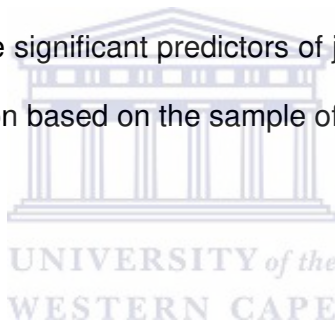 e significant predictors of j
n based on the sample of
UNIVERSITY of the
WESTERN CAPE